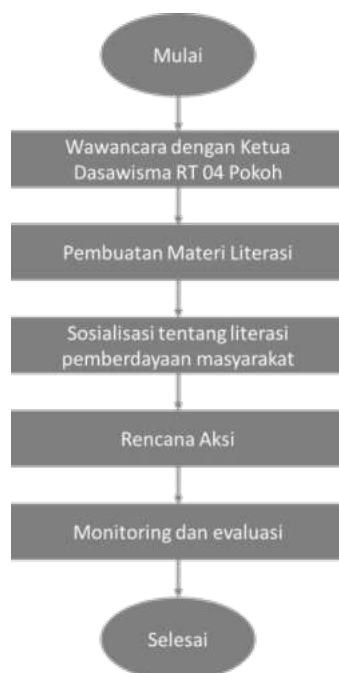 Mulai
Wawancara dengan Ketua
Dasawisma RT 04 Pokoh
Pembuatan Materi Literasi
Sosialisasi tentang literasi
pemberdayaan masyarakat
Rencana Aksi
Monitoring dan evaluasi
Selesai